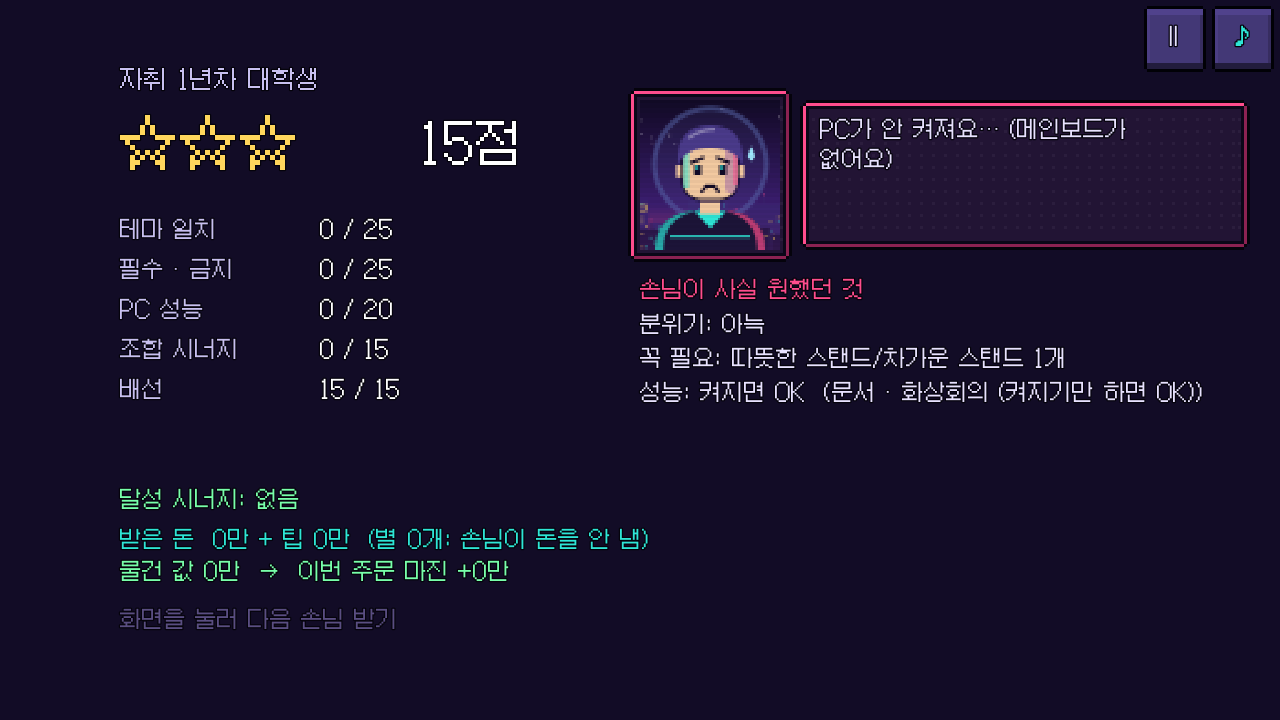 자취 1년차 대학생
15점
테마 일치 0 / 25
필수 · 금지 0 / 25
PC 성능 0 / 20
조합 시너지 0 / 15
배선 15 / 15
PC가 안 켜져요… (메인보드가
없어요)
손님이 사실 원했던 것
분위기: 아늑
꼭 필요: 따뜻한 스탠드/차가운 스탠드 1개
성능: 켜지면 OK (문서 · 화상회의 (켜지기만 하면 OK))
달성 시너지: 없음
받은 돈 0만 + 팁 0만 (별 0개: 손님이 돈을 안 냄)
물건 값 0만 → 이번 주문 마진 +0만
화면을 눌러 다음 손님 받기